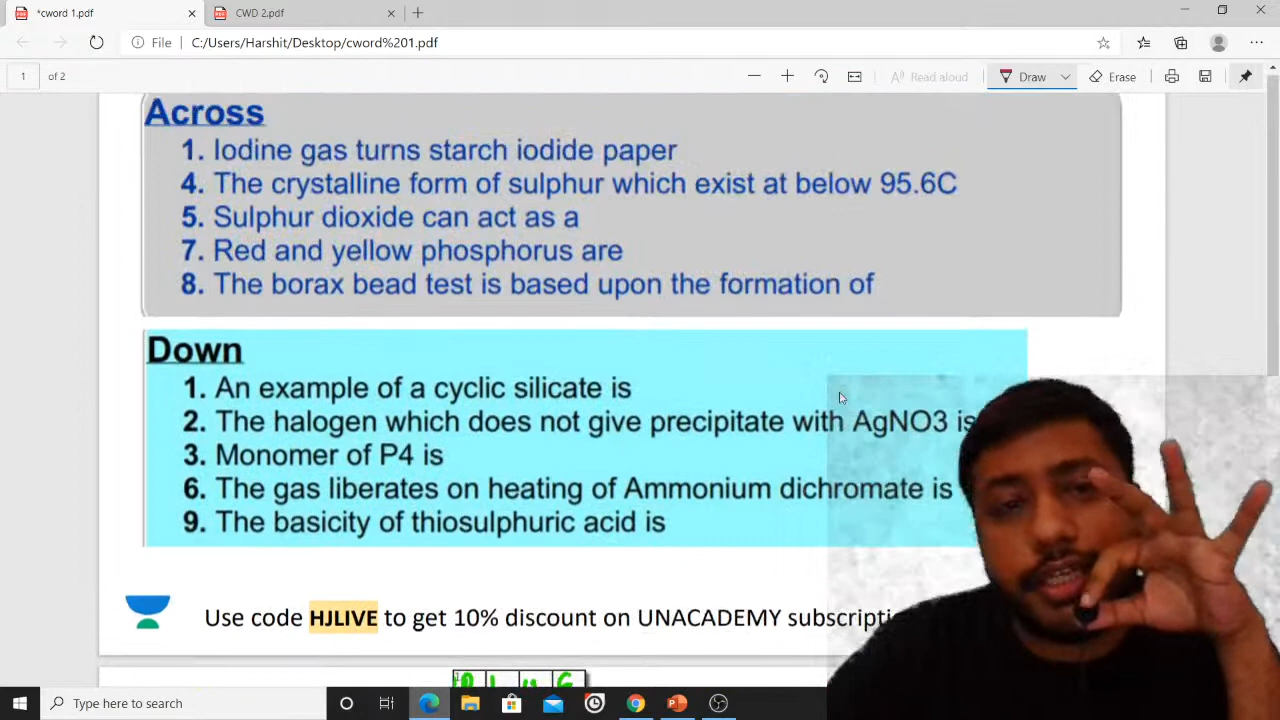 *cword 1.pdf
CWD 2.pdf
File C:/Users/Harshit/Desktop/cword%201.pdf
1 of 2
Read aloud
Draw
Erase
Across
1. Iodine gas turns starch iodide paper
4. The crystalline form of sulphur which exist at below 95.6C
5. Sulphur dioxide can act as a
7. Red and yellow phosphorus are
8. The borax bead test is based upon the formation of
Down
1. An example of a cyclic silicate is
2. The halogen which does not give precipitate with AgNO3 is
3. Monomer of P4 is
6. The gas liberates on heating of Ammonium dichromate is
9. The basicity of thiosulphuric acid is
Use code HJLIVE to get 10% discount on UNACADEMY
Type here to search